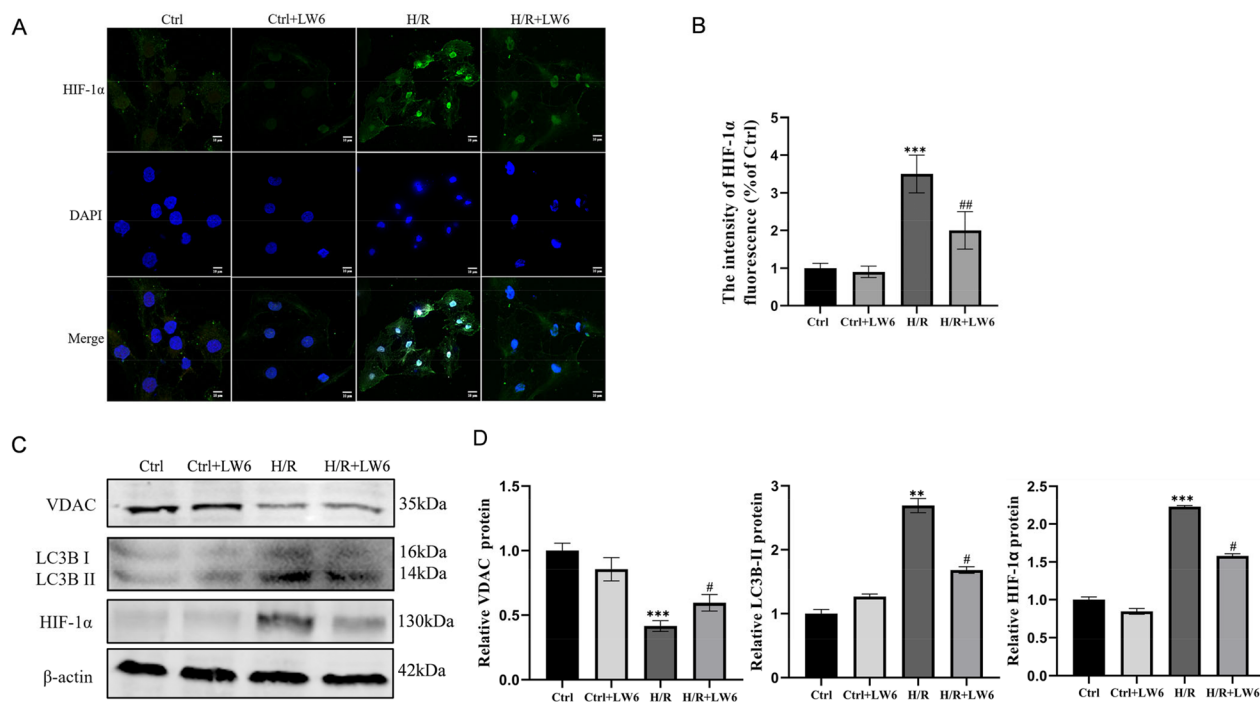 A
Ctrl
Ctrl+LW6
H/R
H/R+LW6
HIF-1α
DAPI
Merge
B
The intensity of HIF-1α
fluorescence (% of Ctrl)
5
4
3
2
1
0
***
##
Ctrl
Ctrl+LW6
H/R
H/R+LW6
C
Ctrl
Ctrl+LW6
H/R
H/R+LW6
VDAC
35kDa
LC3B I
16kDa
LC3B II
14kDa
HIF-1α
130kDa
β-actin
42kDa
D
Relative VDAC protein
1.5
1.0
0.5
0.0
***
#
Ctrl
Ctrl+LW6
H/R
H/R+LW6
Relative LC3B-II protein
3
2
1
0
**
#
Ctrl
Ctrl+LW6
H/R
H/R+LW6
Relative HIF-1α protein
2.5
2.0
1.5
1.0
0.5
0.0
***
#
Ctrl
Ctrl+LW6
H/R
H/R+LW6